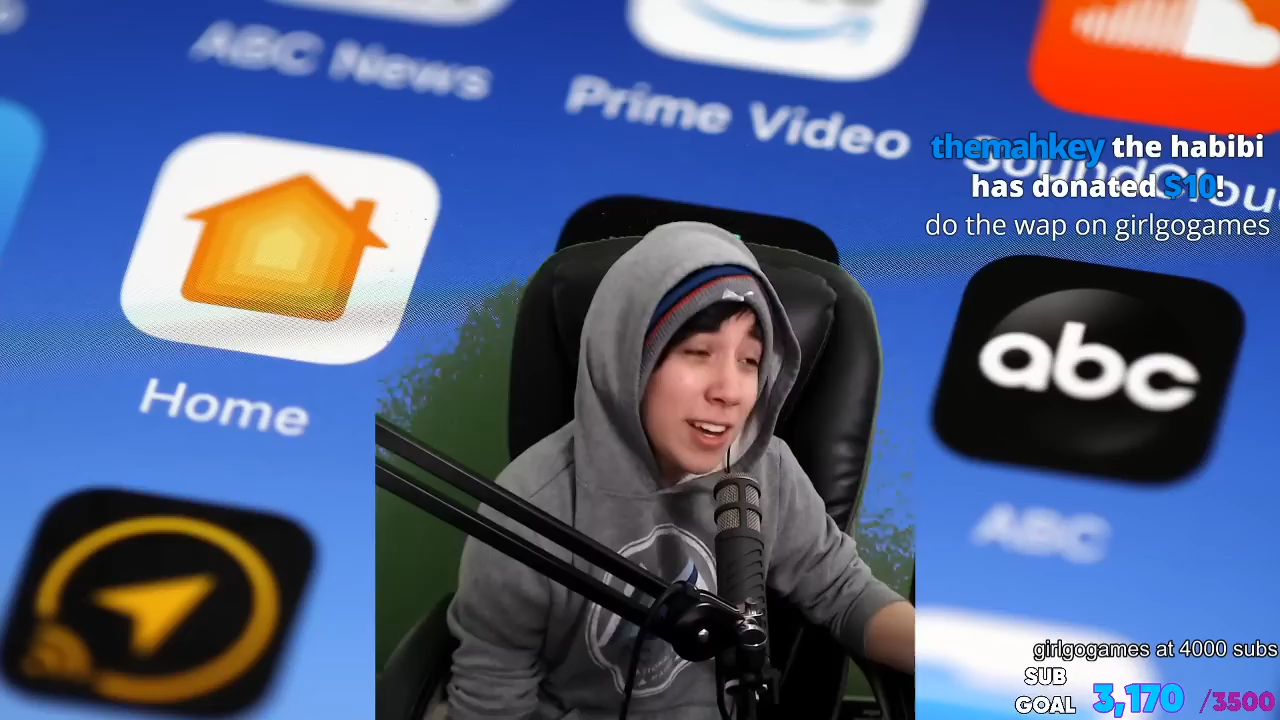 ABC News
Prime Video
SoundClou
themahkey the habibi
has donated $10!
do the wap on girlgogames
Home
abc
ABC
girlgogames at 4000 subs
SUB
GOAL 3,170 /3500